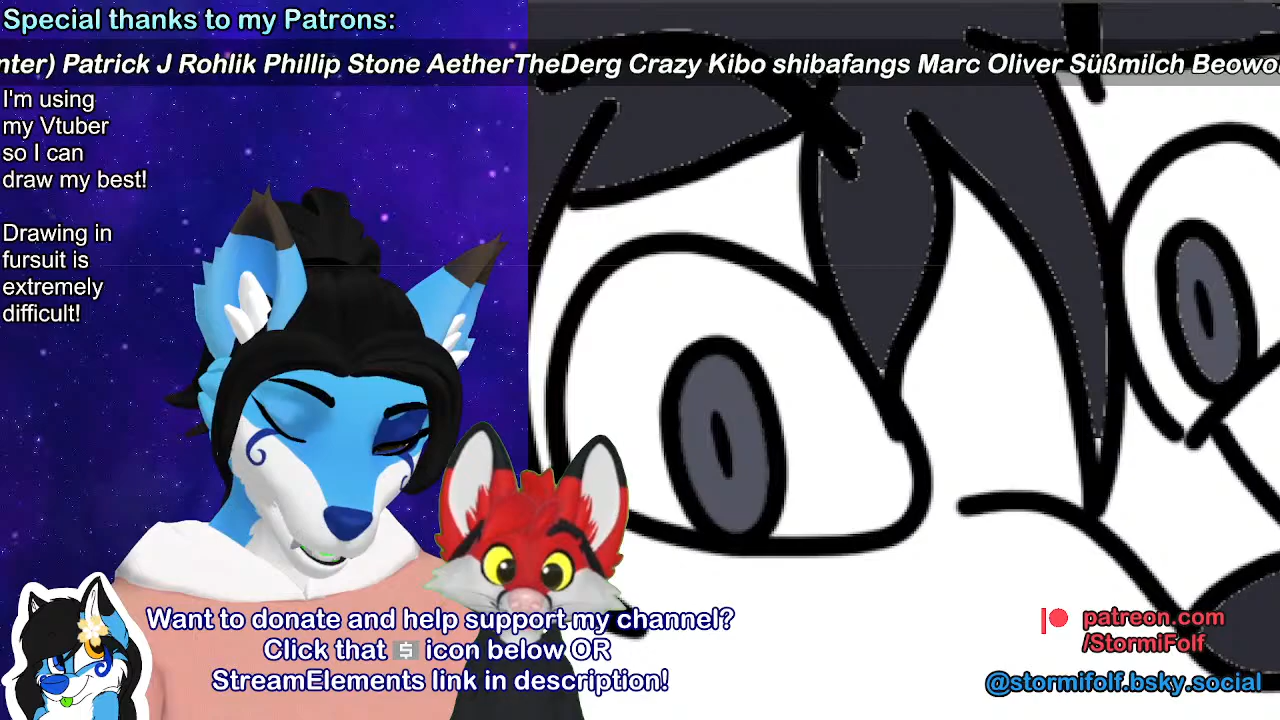 Special thanks to my Patrons:
nter) Patrick J Rohlik Phillip Stone AetherTheDerg Crazy Kibo shibafangs Marc Oliver Süßmilch Beowo
I'm using
my Vtuber
so I can
draw my best!
Drawing in
fursuit is
extremely
difficult!
Want to donate and help support my channel?
Click that $ icon below OR
StreamElements link in description!
patreon.com
/StormiFolf
@stormifolf.bsky.social